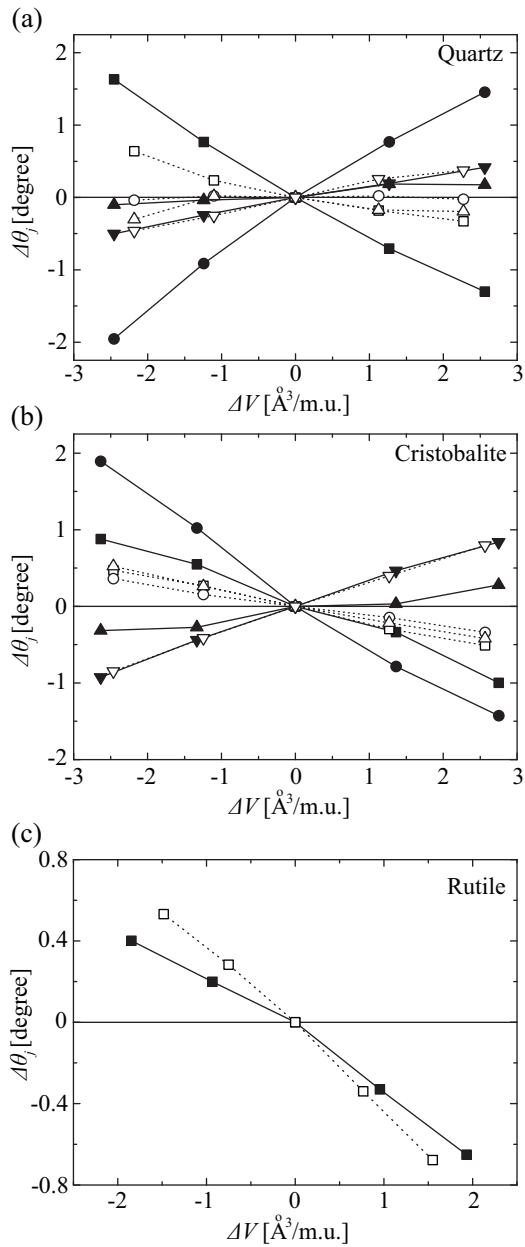 (a)
Quartz
2
1
0
-1
-2
Δθj [degree]
-3 -2 -1 0 1 2 3
ΔV [Å³/m.u.]
(b)
Cristobalite
2
1
0
-1
-2
Δθj [degree]
-3 -2 -1 0 1 2 3
ΔV [Å³/m.u.]
(c)
Rutile
0.8
0.4
0
-0.4
-0.8
Δθj [degree]
-2 -1 0 1 2
ΔV [Å³/m.u.]